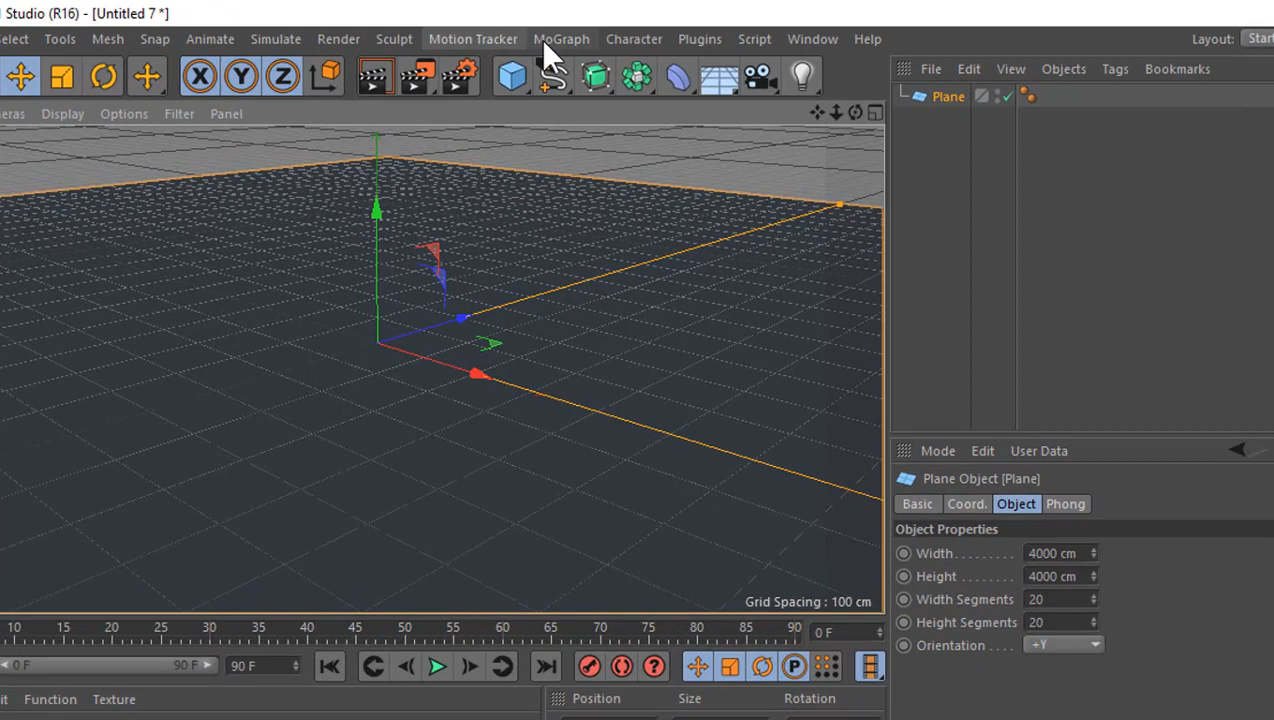 Studio (R16) - [Untitled 7 *]
elect Tools Mesh Snap Animate Simulate Render Sculpt Motion Tracker MoGraph Character Plugins Script Window Help Layout: Start
X Y Z
File Edit View Objects Tags Bookmarks
Plane
eras Display Options Filter Panel
Grid Spacing : 100 cm
Mode Edit User Data
Plane Object [Plane]
Basic Coord. Object Phong
Object Properties
Width 4000 cm
Height 4000 cm
Width Segments 20
Height Segments 20
Orientation +Y
10 15 20 25 30 35 40 45 50 55 60 65 70 75 80 85 90 0 F
0 F 90 F 90 F
P
it Function Texture
Position Size Rotation